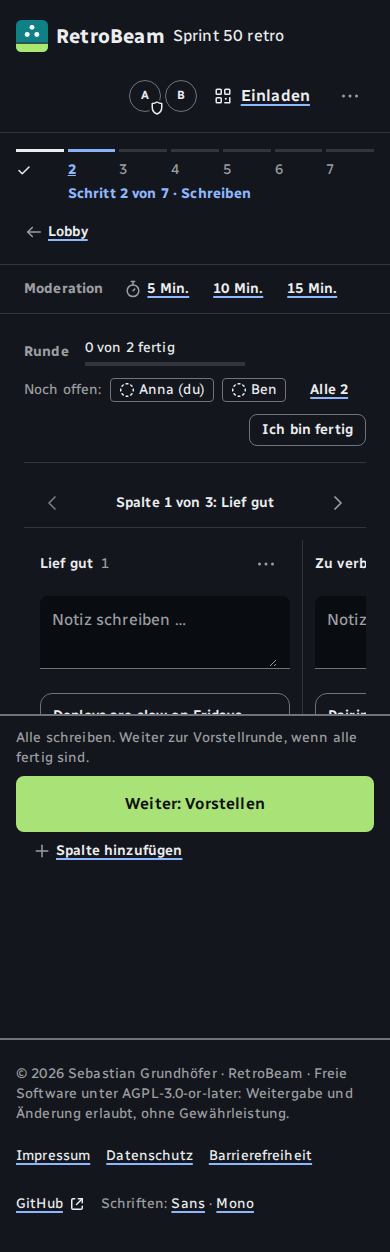 RetroBeam Sprint 50 retro
A B Einladen
2 3 4 5 6 7
Schritt 2 von 7 · Schreiben
Lobby
Moderation 5 Min. 10 Min. 15 Min.
Runde 0 von 2 fertig
Noch offen: Anna (du) Ben Alle 2
Ich bin fertig
Spalte 1 von 3: Lief gut
Lief gut 1 Zu verb
Notiz schreiben … Notiz
Alle schreiben. Weiter zur Vorstellrunde, wenn alle
fertig sind.
Weiter: Vorstellen
Spalte hinzufügen
© 2026 Sebastian Grundhöfer · RetroBeam · Freie
Software unter AGPL-3.0-or-later: Weitergabe und
Änderung erlaubt, ohne Gewährleistung.
Impressum Datenschutz Barrierefreiheit
GitHub Schriften: Sans · Mono